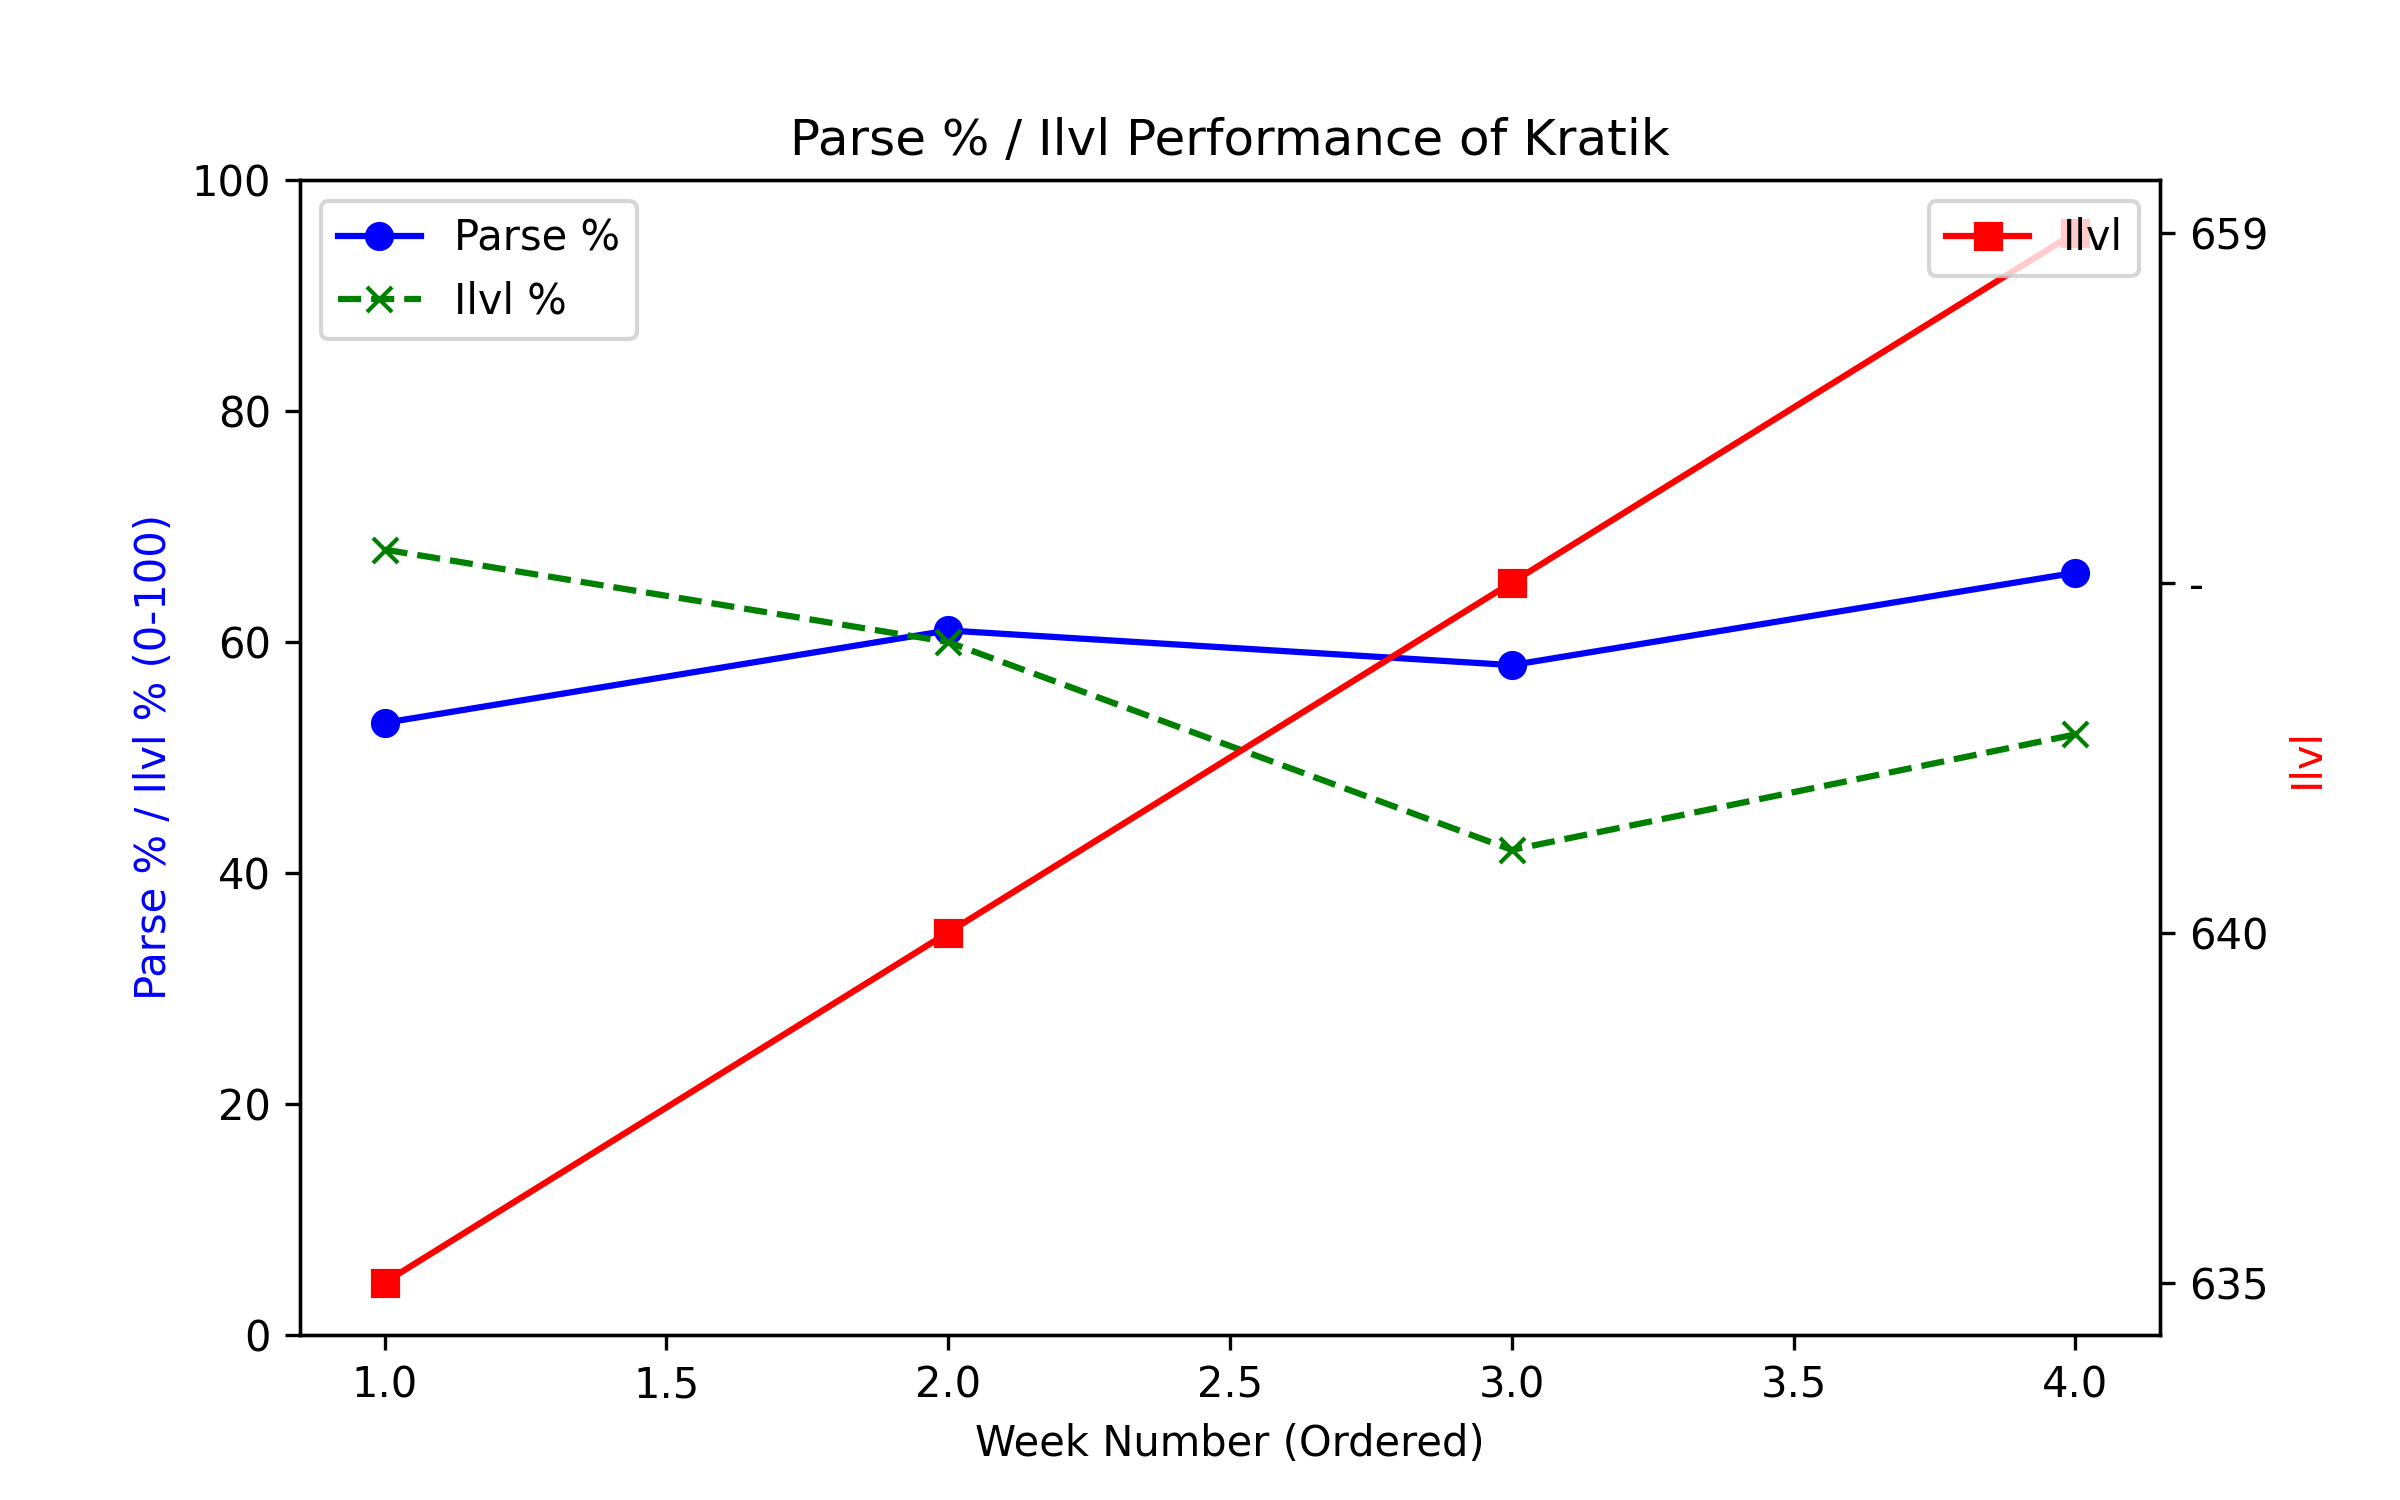 Parse % / Ilvl Performance of Kratik
Parse %
Ilvl %
Ilvl
100
80
60
40
20
0
Parse % / Ilvl % (0-100)
659
-
640
635
Ilvl
1.0 1.5 2.0 2.5 3.0 3.5 4.0
Week Number (Ordered)